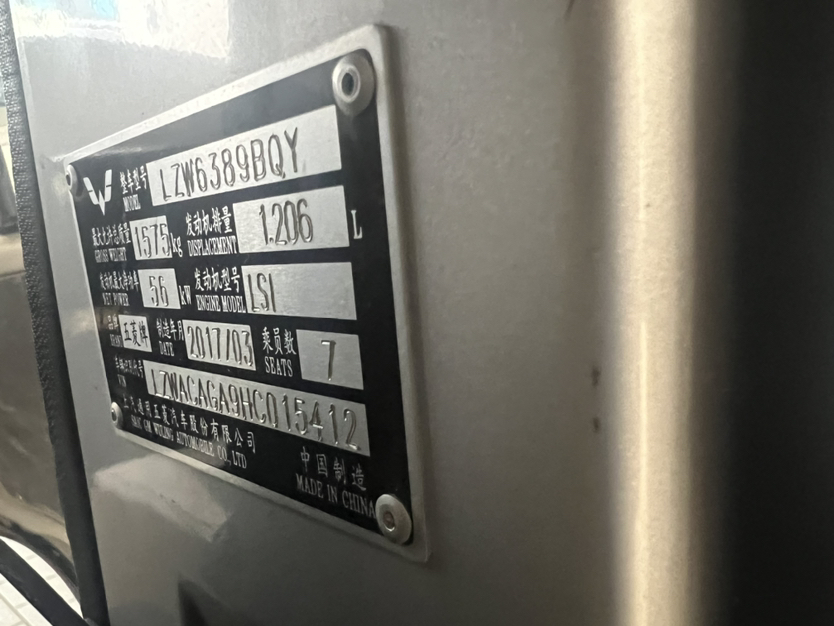 整车型号 LZW6389BQY
MODEL
最大允许总质量 1575 kg 发动机排量 1.206 L
GROSS WEIGHT DISPLACEMENT
发动机最大净功率 56 kW 发动机型号 LSI
NET POWER ENGINE MODEL
品牌 五菱牌 制造年月 2017/03 乘员数 7
BRAND DATE SEATS
车辆识别代号 LZWACAGA9HC015412
VIN
上汽通用五菱汽车股份有限公司
SAIC GM WULING AUTOMOBILE CO., LTD
中国制造
MADE IN CHINA